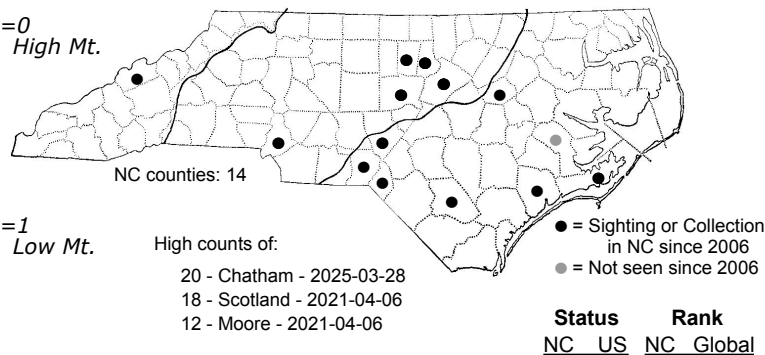 =0
High Mt.
NC counties: 14
=1
Low Mt.
High counts of:
20 - Chatham - 2025-03-28
18 - Scotland - 2021-04-06
12 - Moore - 2021-04-06
= Sighting or Collection
in NC since 2006
= Not seen since 2006
Status Rank
NC US NC Global